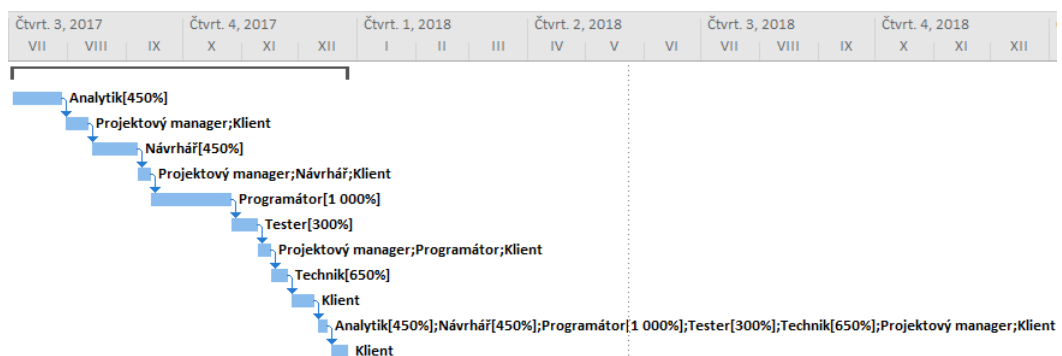 Čtvrt. 3, 2017 Čtvrt. 4, 2017 Čtvrt. 1, 2018 Čtvrt. 2, 2018 Čtvrt. 3, 2018 Čtvrt. 4, 2018
VII VIII IX X XI XII I II III IV V VI VII VIII IX X XI XII
Analytik[450%]
Projektový manager;Klient
Návrhář[450%]
Projektový manager;Návrhář;Klient
Programátor[1 000%]
Tester[300%]
Projektový manager;Programátor;Klient
Technik[650%]
Klient
Analytik[450%];Návrhář[450%];Programátor[1 000%];Tester[300%];Technik[650%];Projektový manager;Klient
Klient